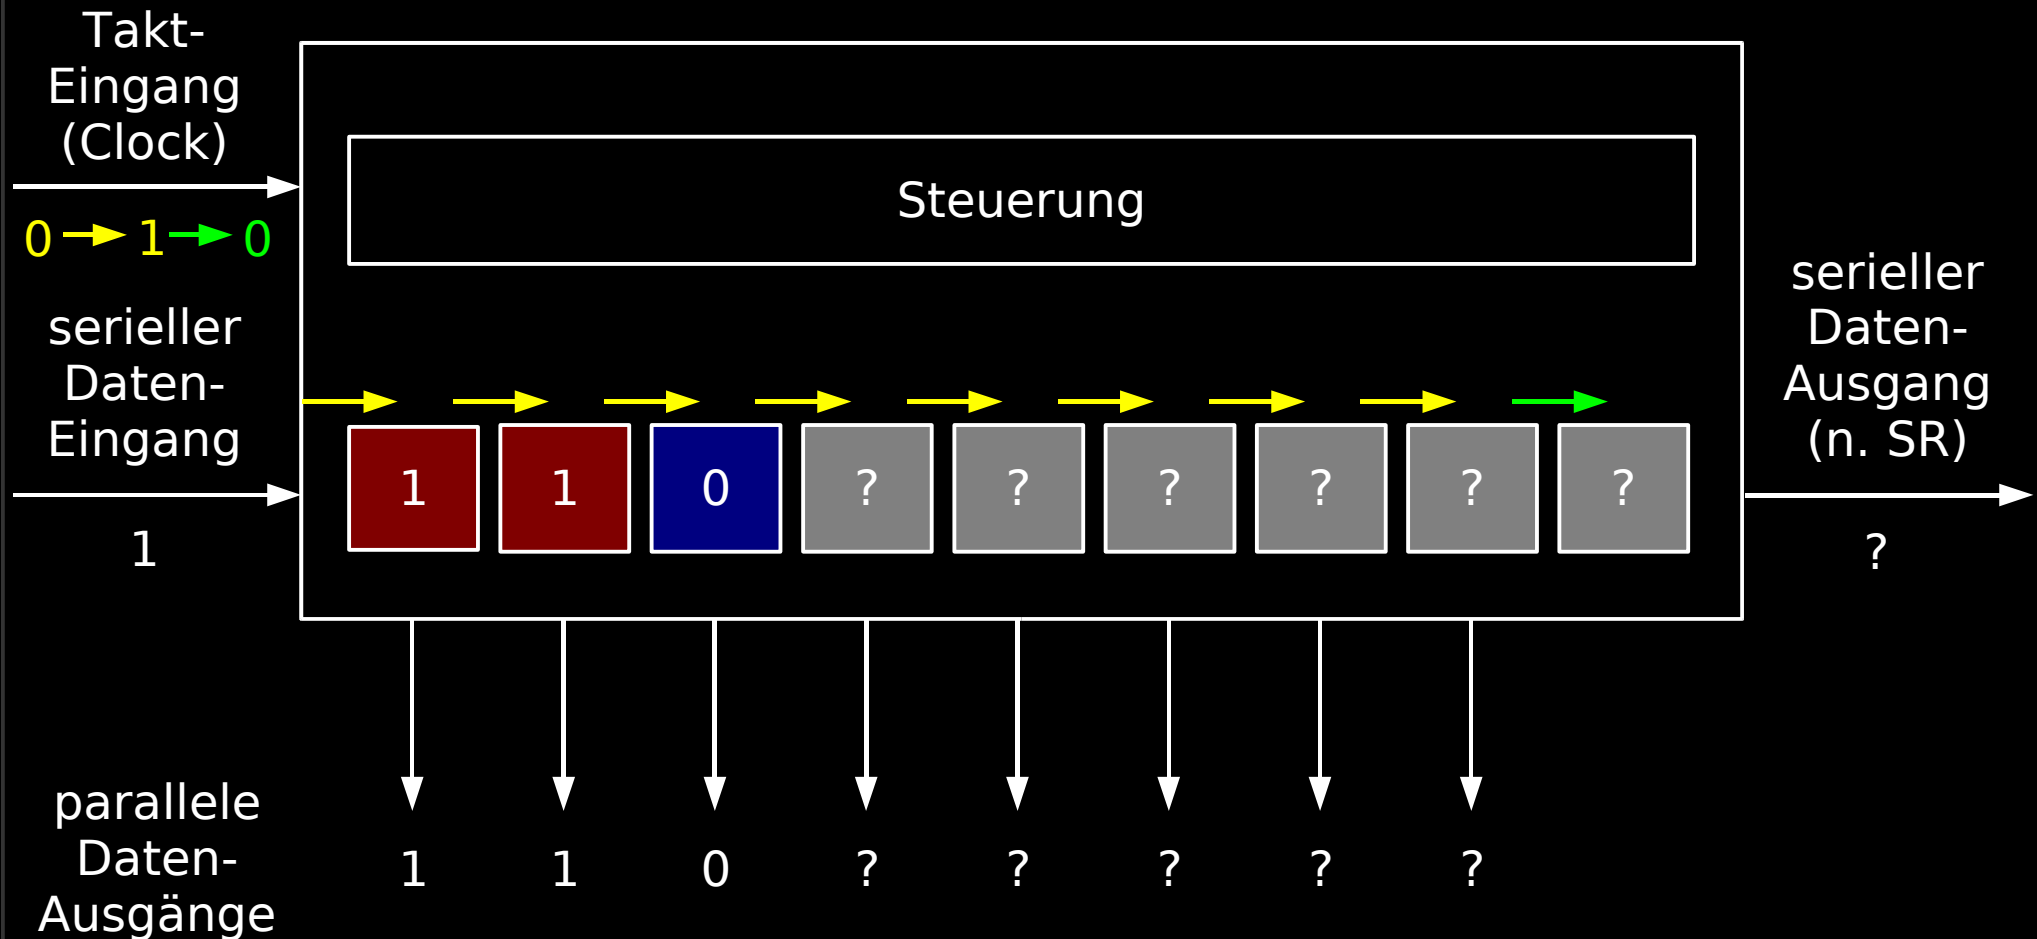 Takt-
Eingang
(Clock)
0 1 0
Steuerung
serieller
Daten-
Eingang
1
1 1 0 ? ? ? ? ? ?
serieller
Daten-
Ausgang
(n. SR)
?
parallele
Daten-
Ausgänge
1 1 0 ? ? ? ? ?